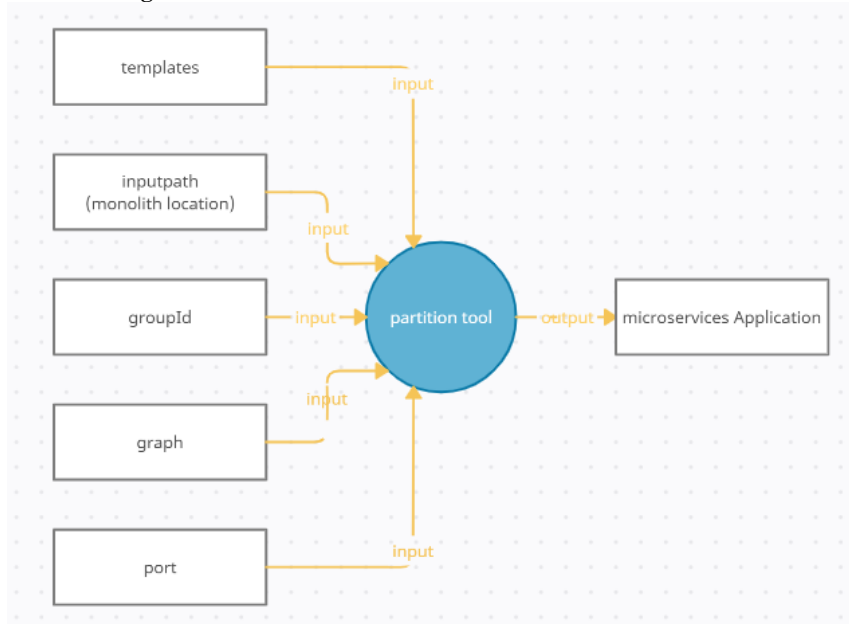 templates
input
inputpath
(monolith location)
input
groupId
input
partition tool
output
microservices Application
graph
input
port
input